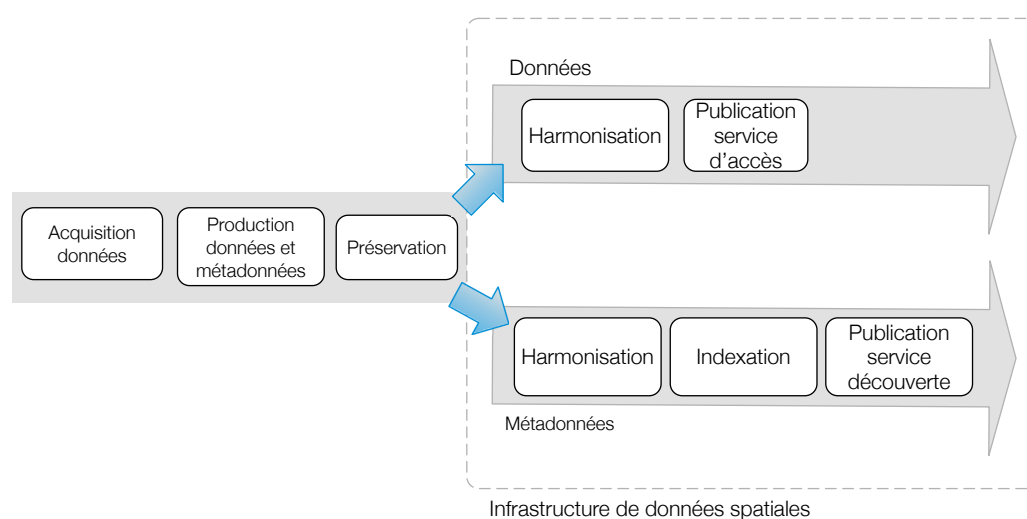 Données
Harmonisation
Publication
service
d'accès
Acquisition
données
Production
données et
métadonnées
Préservation
Harmonisation
Indexation
Publication
service
découverte
Métadonnées
Infrastructure de données spatiales